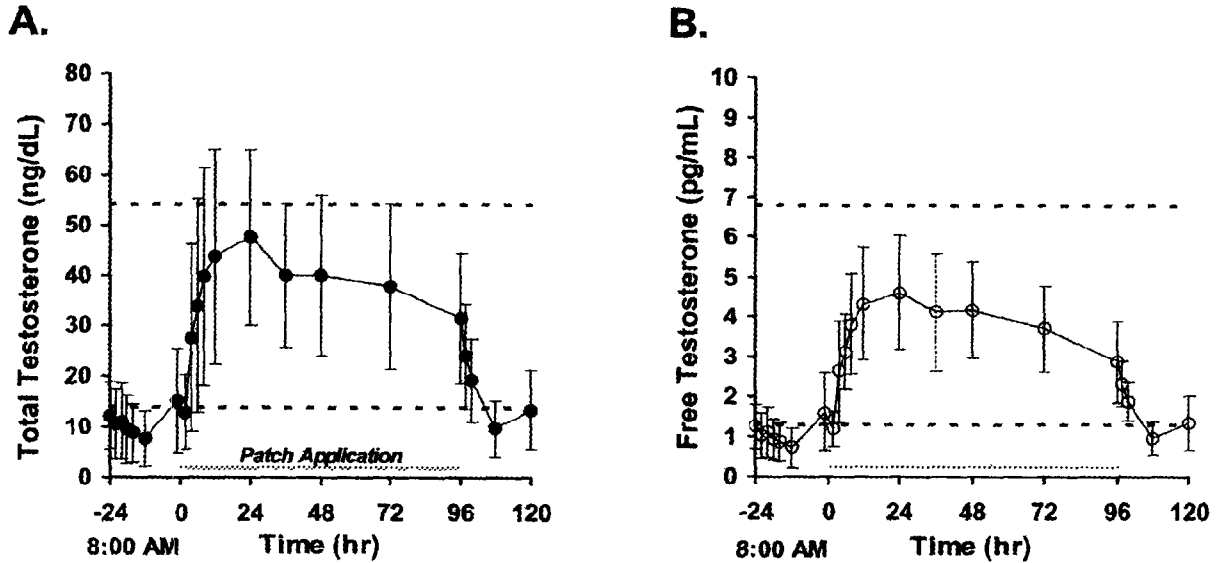 A.
Total Testosterone (ng/dL)
80
70
60
50
40
30
20
10
0
Patch Application
-24 0 24 48 72 96 120
8:00 AM Time (hr)
B.
Free Testosterone (pg/mL)
10
9
8
7
6
5
4
3
2
1
0
-24 0 24 48 72 96 120
8:00 AM Time (hr)